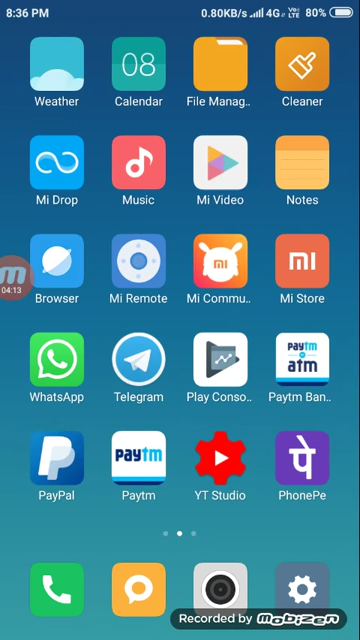 8:36 PM 0.80KB/s 4G Vo LTE 80%
08
Weather Calendar File Manag.. Cleaner
Mi Drop Music Mi Video Notes
04:13
Browser Mi Remote Mi Commu.. Mi Store
paytm
atm
WhatsApp Telegram Play Conso.. Paytm Ban..
paytm
पे
PayPal Paytm YT Studio PhonePe
Recorded by MOBIZEN